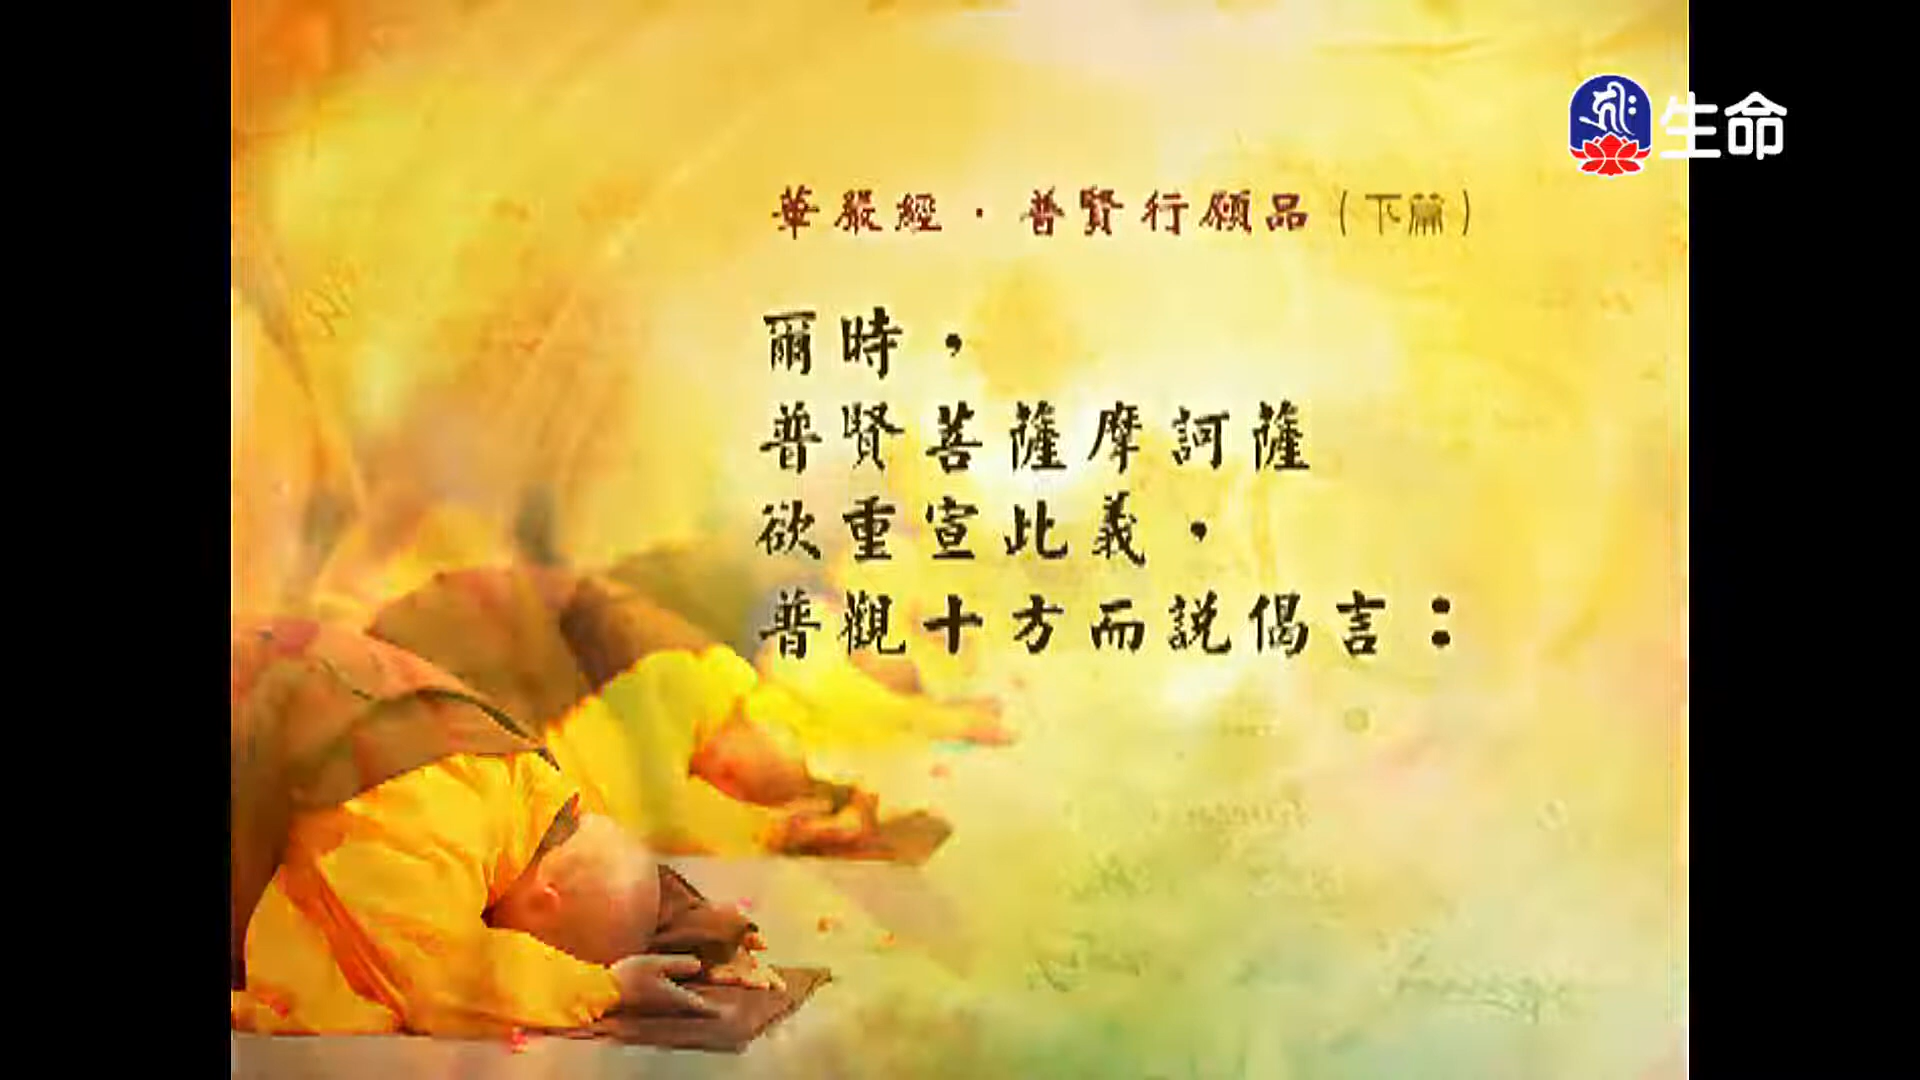 生命
華嚴經·普賢行願品（下篇）
爾時，
普賢菩薩摩訶薩
欲重宣此義，
普觀十方而說偈言：